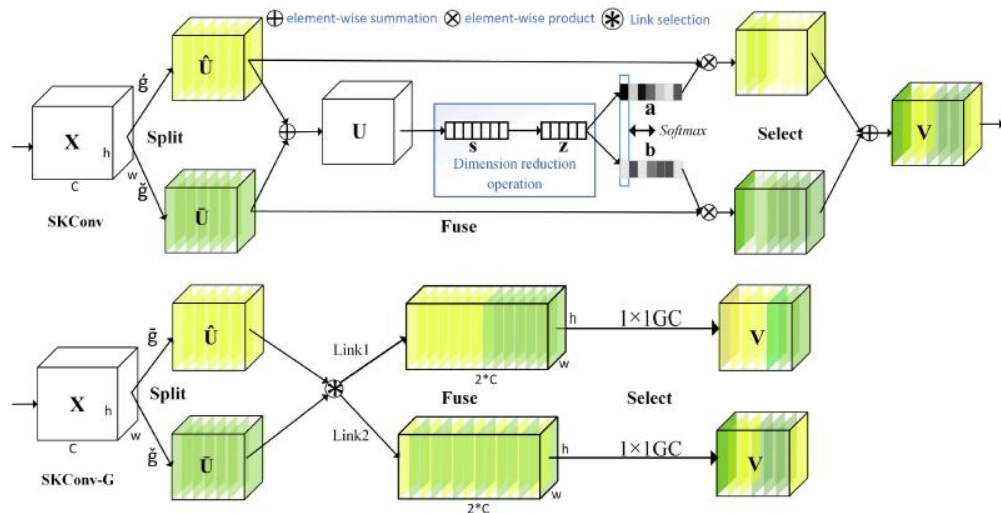 ⊕ element-wise summation ⊗ element-wise product ⊛ Link selection
Û
ǵ
X
h
w
C
Split
SKConv
ğ
Ū
U
s
z
Dimension reduction
operation
Fuse
a
Softmax
b
Select
V
Û
ḡ
X
h
w
C
Split
SKConv-G
ğ
Ū
Link1
Link2
h
w
2*C
Fuse
h
w
2*C
1×1GC
Select
1×1GC
V
V